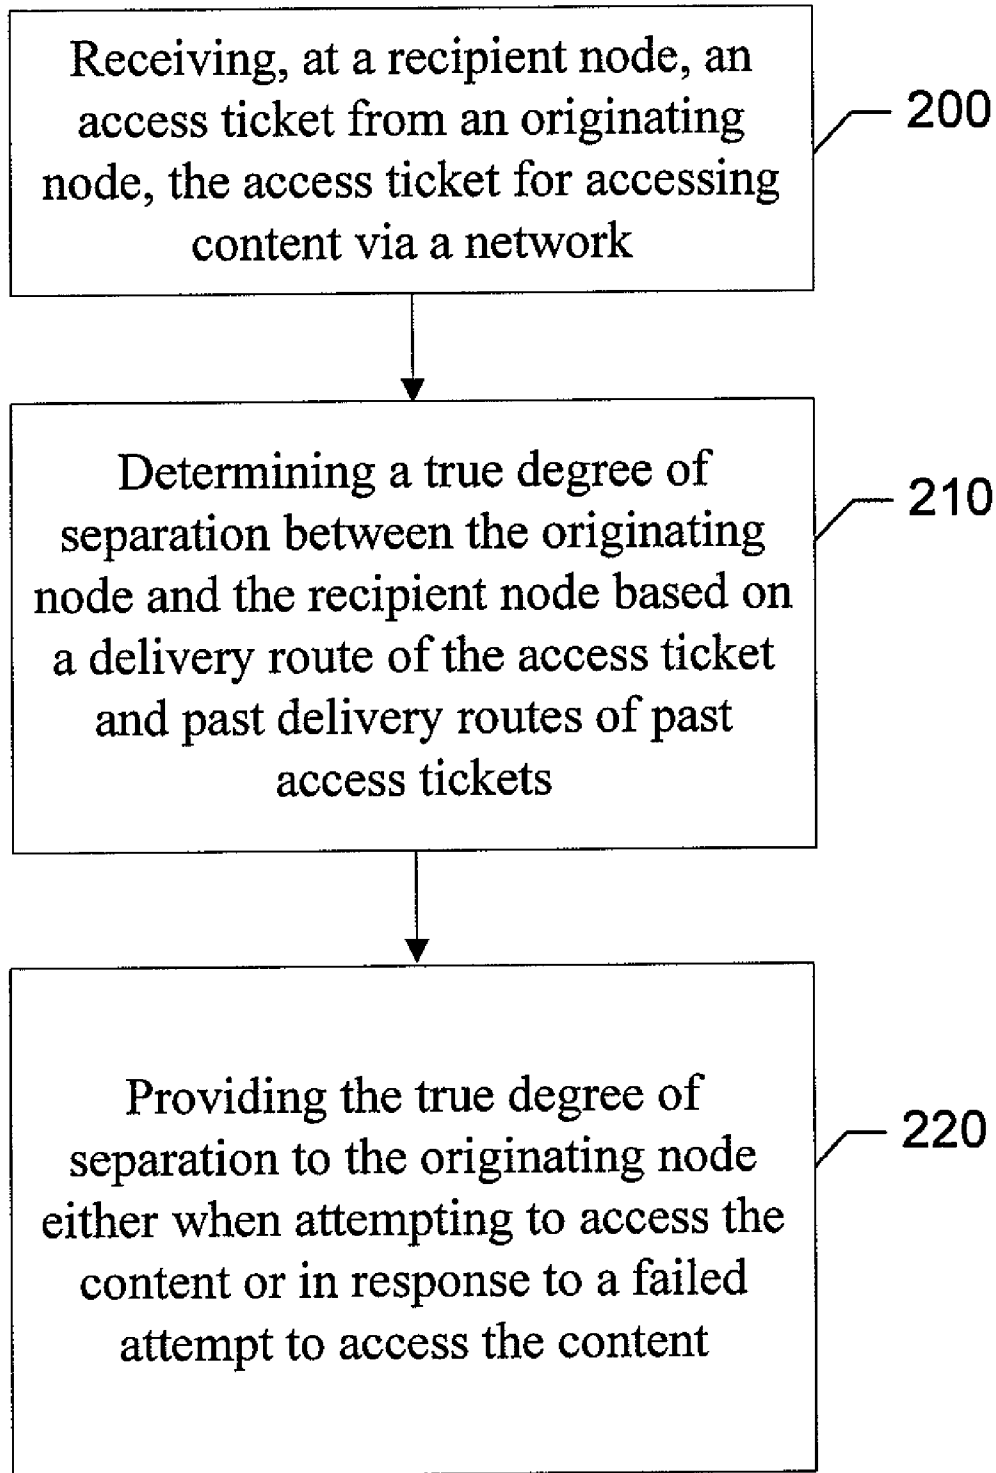 Receiving, at a recipient node, an
access ticket from an originating
node, the access ticket for accessing
content via a network
200
Determining a true degree of
separation between the originating
node and the recipient node based on
a delivery route of the access ticket
and past delivery routes of past
access tickets
210
Providing the true degree of
separation to the originating node
either when attempting to access the
content or in response to a failed
attempt to access the content
220